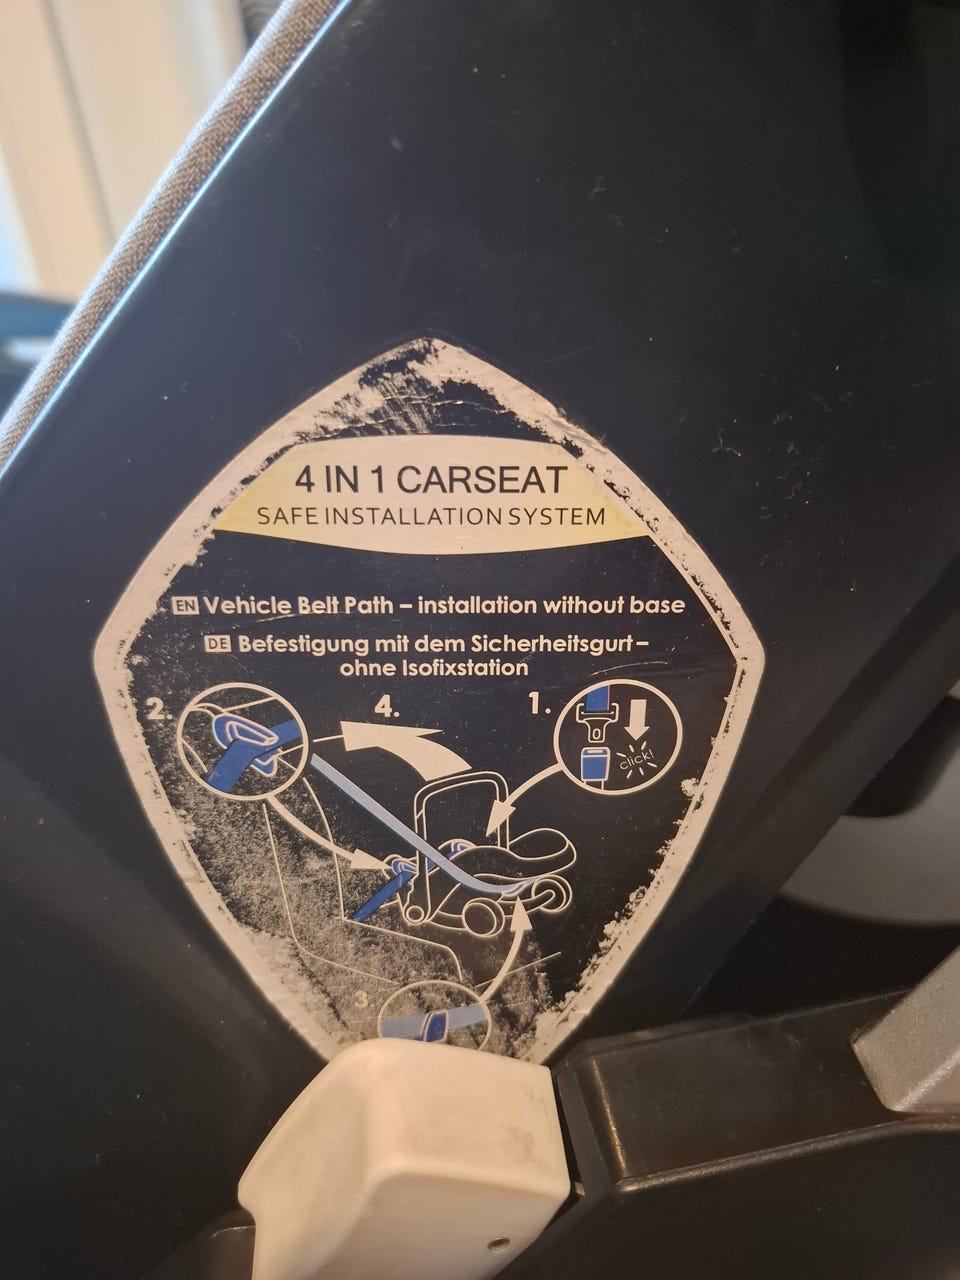 4 IN 1 CARSEAT
SAFE INSTALLATION SYSTEM
EN Vehicle Belt Path – installation without base
DE Befestigung mit dem Sicherheitsgurt –
ohne Isofixstation
2.
4.
1.
click!
3.